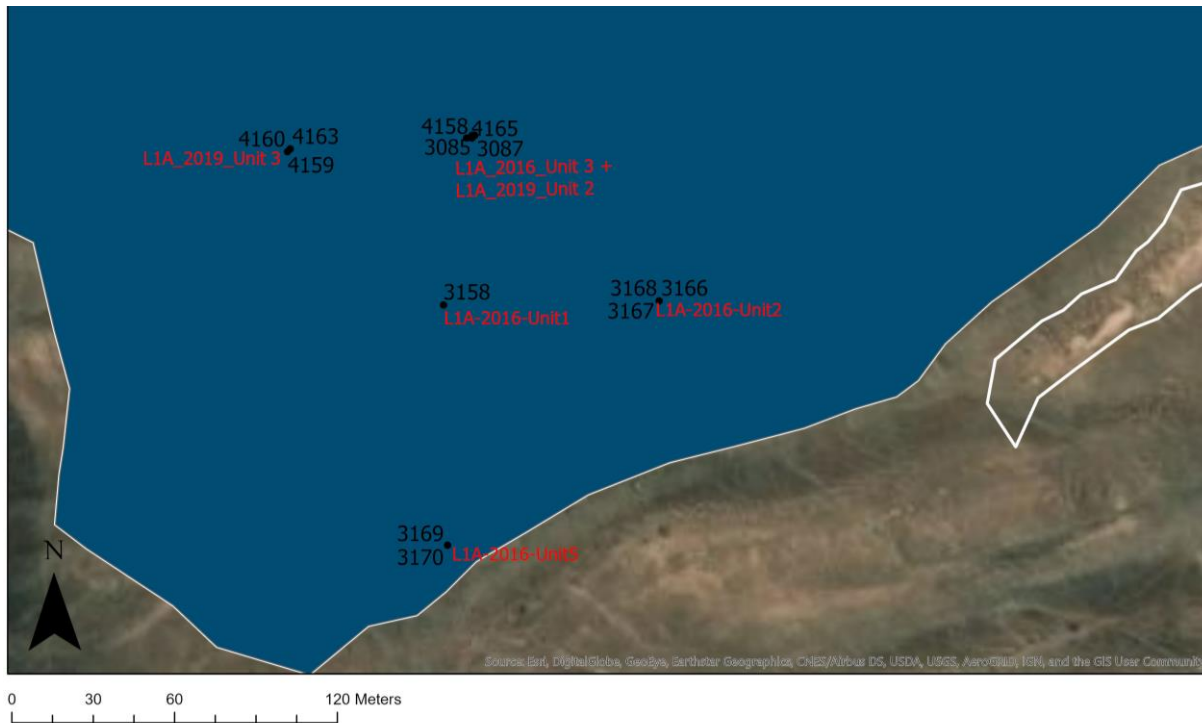 4160 4163
L1A_2019_Unit 3
4159
4158 4165
3085 3087
L1A_2016_Unit 3 +
L1A_2019_Unit 2
3158
L1A-2016-Unit1
3168 3166
3167 L1A-2016-Unit2
3169
3170 L1A-2016-Unit5
N
Source: Esri, DigitalGlobe, GeoEye, Earthstar Geographics, CNES/Airbus DS, USDA, USGS, AeroGRID, IGN, and the GIS User Community
0 30 60 120 Meters